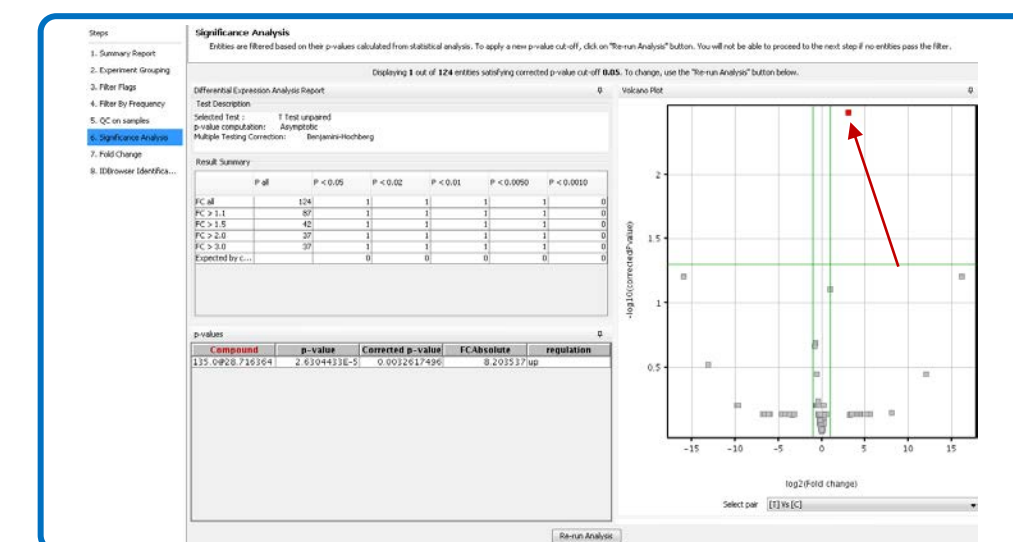 Steps
1. Summary Report
2. Experiment Grouping
3. Filter Flags
4. Filter By Frequency
5. QC on samples
6. Significance Analysis
7. Fold Change
8. IDBrowser Identifica...
Significance Analysis
Entities are filtered based on their p-values calculated from statistical analysis. To apply a new p-value cut-off, click on "Re-run Analysis" button. You will not be able to proceed to the next step if no entities pass the filter.
Displaying 1 out of 124 entities satisfying corrected p-value cut-off 0.05. To change, use the "Re-run Analysis" button below.
Differential Expression Analysis Report
Test Description
Selected Test : T Test unpaired
p-value computation: Asymptotic
Multiple Testing Correction: Benjamini-Hochberg
Result Summary
P all P < 0.05 P < 0.02 P < 0.01 P < 0.0050 P < 0.0010
FC all 124 1 1 1 1 0
FC > 1.1 87 1 1 1 1 0
FC > 1.5 42 1 1 1 1 0
FC > 2.0 37 1 1 1 1 0
FC > 3.0 37 1 1 1 1 0
Expected by c... 0 0 0 0 0
p-values
Compound p-value Corrected p-value FCAbsolute regulation
135.0@28.716364 2.6304433E-5 0.0032617496 8.203537 up
Volcano Plot
-log10(correctedPvalue)
2
1.5
1
0.5
-15 -10 -5 0 5 10 15
log2(Fold change)
Select pair [T] Vs [C]
Re-run Analysis